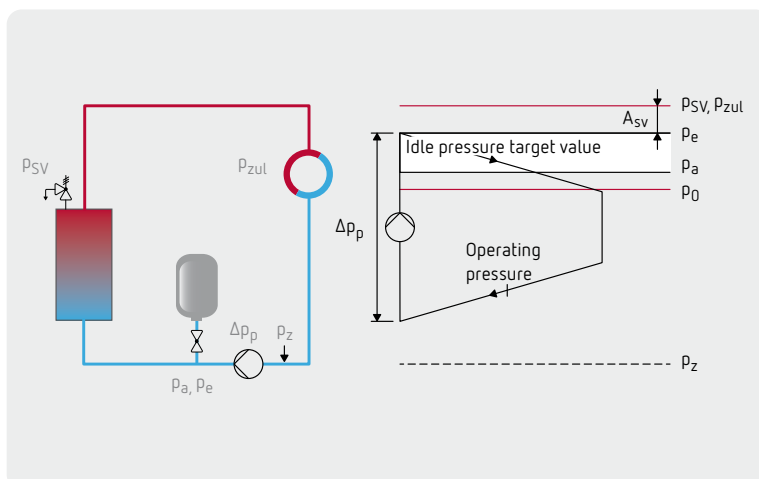 pSV
pzul
Δpp
pz
pa, pe
pSV, pzul
Asv
pe
Idle pressure target value
pa
p0
Δpp
Operating
pressure
pz